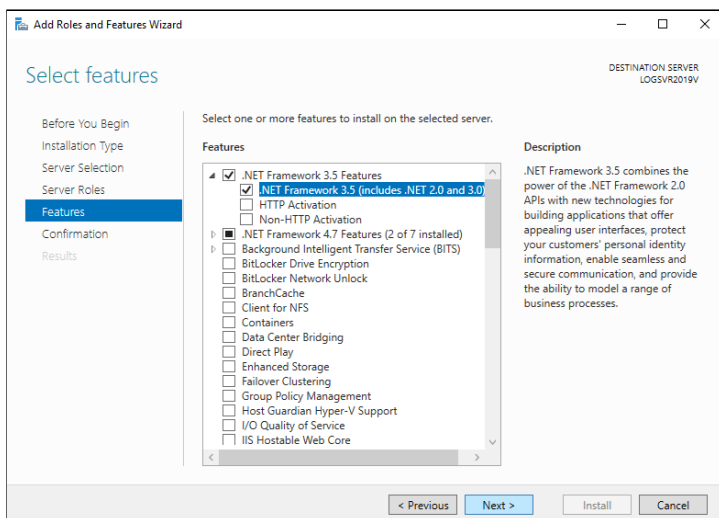 Add Roles and Features Wizard
Select features
DESTINATION SERVER
LOGSVR2019V
Before You Begin
Installation Type
Server Selection
Server Roles
Features
Confirmation
Results
Select one or more features to install on the selected server.
Features
.NET Framework 3.5 Features
.NET Framework 3.5 (includes .NET 2.0 and 3.0)
HTTP Activation
Non-HTTP Activation
.NET Framework 4.7 Features (2 of 7 installed)
Background Intelligent Transfer Service (BITS)
BitLocker Drive Encryption
BitLocker Network Unlock
BranchCache
Client for NFS
Containers
Data Center Bridging
Direct Play
Enhanced Storage
Failover Clustering
Group Policy Management
Host Guardian Hyper-V Support
I/O Quality of Service
IIS Hostable Web Core
Description
.NET Framework 3.5 combines the
power of the .NET Framework 2.0
APIs with new technologies for
building applications that offer
appealing user interfaces, protect
your customers' personal identity
information, enable seamless and
secure communication, and provide
the ability to model a range of
business processes.
< Previous
Next >
Install
Cancel